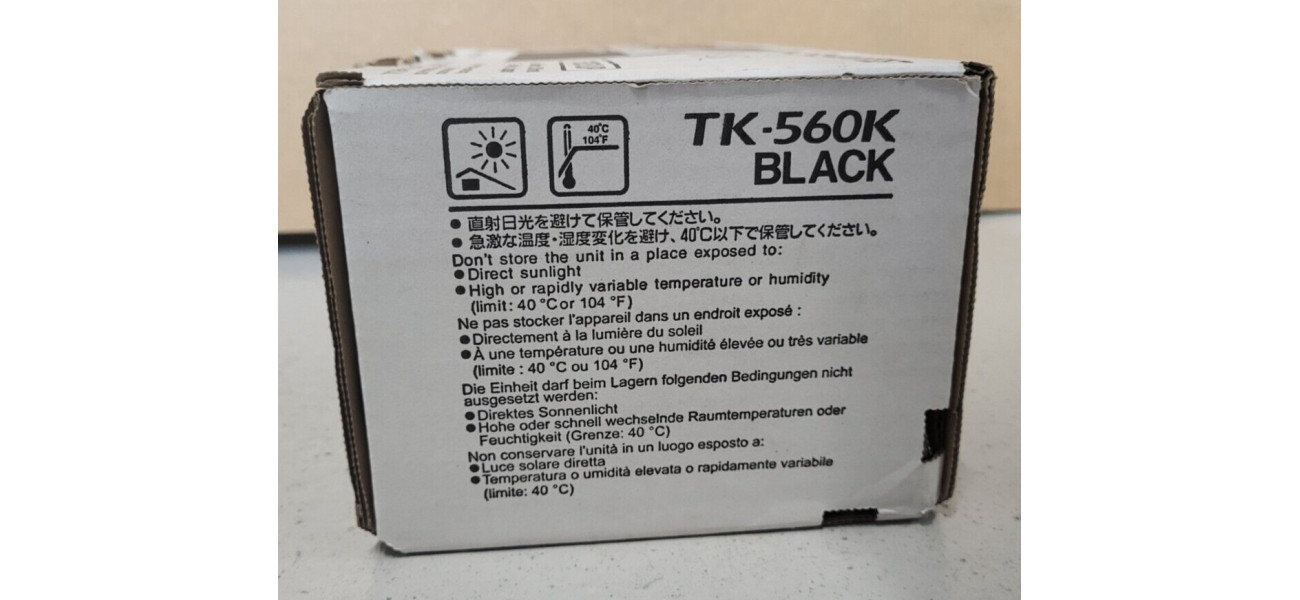 40°C
104°F
TK-560K
BLACK
● 直射日光を避けて保管してください。
● 急激な温度・湿度変化を避け、40℃以下で保管してください。
Don't store the unit in a place exposed to:
● Direct sunlight
● High or rapidly variable temperature or humidity
(limit: 40 °C or 104 °F)
Ne pas stocker l'appareil dans un endroit exposé :
● Directement à la lumière du soleil
● À une température ou une humidité élevée ou très variable
(limite : 40 °C ou 104 °F)
Die Einheit darf beim Lagern folgenden Bedingungen nicht
ausgesetzt werden:
● Direktes Sonnenlicht
● Hohe oder schnell wechselnde Raumtemperaturen oder
Feuchtigkeit (Grenze: 40 °C)
Non conservare l'unità in un luogo esposto a:
● Luce solare diretta
● Temperatura o umidità elevata o rapidamente variabile
(limite: 40 °C)